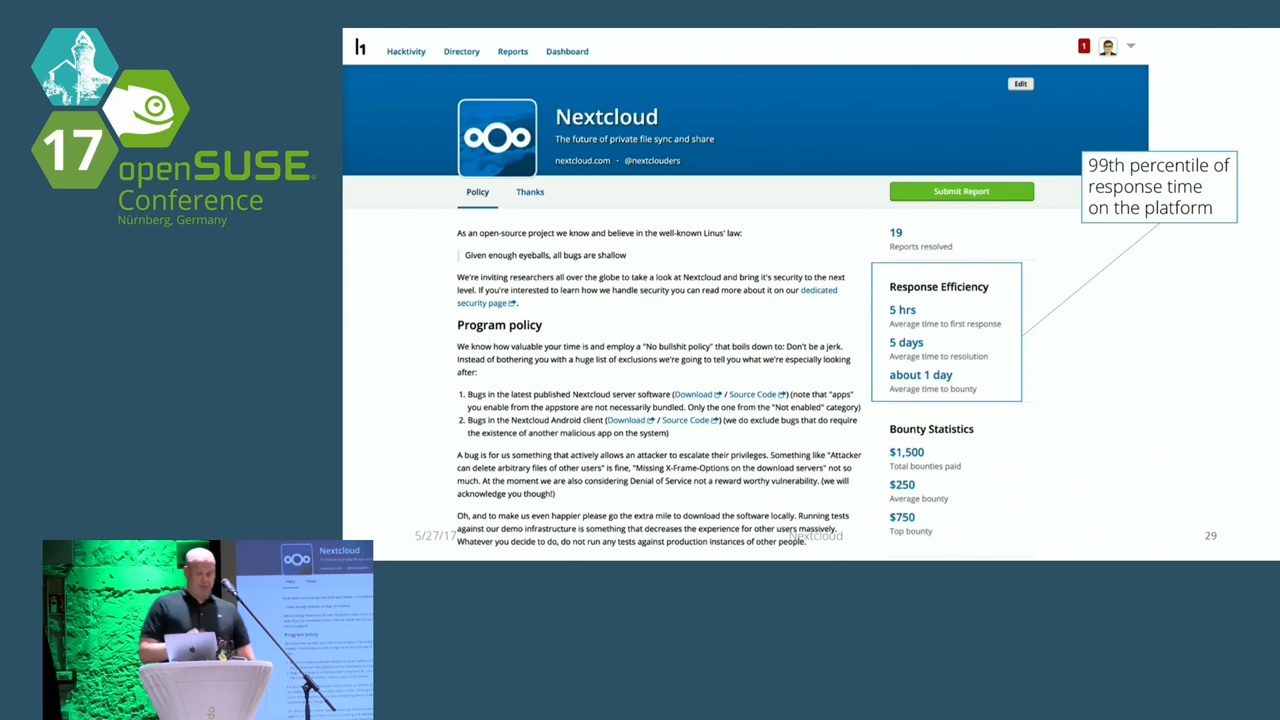 17
openSUSE
Conference
Nürnberg, Germany
h1
Hacktivity
Directory
Reports
Dashboard
1
Edit
Nextcloud
The future of private file sync and share
nextcloud.com · @nextclouders
Policy
Thanks
Submit Report
99th percentile of
response time
on the platform
As an open-source project we know and believe in the well-known Linus' law:
Given enough eyeballs, all bugs are shallow
We're inviting researchers all over the globe to take a look at Nextcloud and bring it's security to the next
level. If you're interested to learn how we handle security you can read more about it on our dedicated
security page.
Program policy
We know how valuable your time is and employ a "No bullshit policy" that boils down to: Don't be a jerk.
Instead of bothering you with a huge list of exclusions we're going to tell you what we're especially looking
after:
1. Bugs in the latest published Nextcloud server software (Download / Source Code) (note that "apps"
you enable from the appstore are not necessarily bundled. Only the one from the "Not enabled" category)
2. Bugs in the Nextcloud Android client (Download / Source Code) (we do exclude bugs that do require
the existence of another malicious app on the system)
A bug is for us something that actively allows an attacker to escalate their privileges. Something like "Attacker
can delete arbitrary files of other users" is fine, "Missing X-Frame-Options on the download servers" not so
much. At the moment we are also considering Denial of Service not a reward worthy vulnerability. (we will
acknowledge you though!)
Oh, and to make us even happier please go the extra mile to download the software locally. Running tests
against our demo infrastructure is something that decreases the experience for other users massively.
Whatever you decide to do, do not run any tests against production instances of other people.
19
Reports resolved
Response Efficiency
5 hrs
Average time to first response
5 days
Average time to resolution
about 1 day
Average time to bounty
Bounty Statistics
$1,500
Total bounties paid
$250
Average bounty
$750
Top bounty
5/27/17
Nextcloud
29
Nextcloud
Policy
Program policy